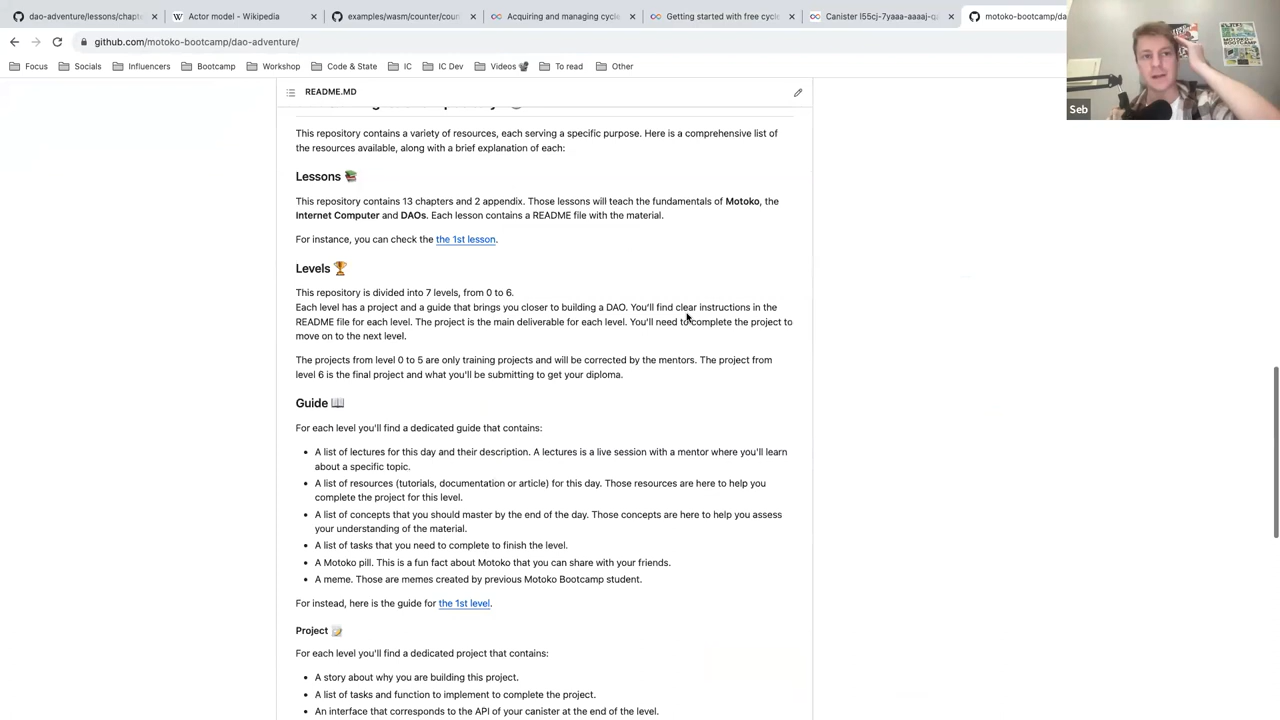 dao-adventure/lessons/chapte
Actor model - Wikipedia
examples/wasm/counter/coun
Acquiring and managing cycle
Getting started with free cycle
Canister l55cj-7yaaa-aaaaj-q
motoko-bootcamp/da
github.com/motoko-bootcamp/dao-adventure/
Focus Socials Influencers Bootcamp Workshop Code & State IC IC Dev Videos To read Other
MOTOKO
BOOTCAMP
Seb
README.MD
This repository contains a variety of resources, each serving a specific purpose. Here is a comprehensive list of
the resources available, along with a brief explanation of each:
Lessons 📚
This repository contains 13 chapters and 2 appendix. Those lessons will teach the fundamentals of Motoko, the
Internet Computer and DAOs. Each lesson contains a README file with the material.
For instance, you can check the the 1st lesson.
Levels 🏆
This repository is divided into 7 levels, from 0 to 6.
Each level has a project and a guide that brings you closer to building a DAO. You'll find clear instructions in the
README file for each level. The project is the main deliverable for each level. You'll need to complete the project to
move on to the next level.
The projects from level 0 to 5 are only training projects and will be corrected by the mentors. The project from
level 6 is the final project and what you'll be submitting to get your diploma.
Guide 📖
For each level you'll find a dedicated guide that contains:
• A list of lectures for this day and their description. A lectures is a live session with a mentor where you'll learn
about a specific topic.
• A list of resources (tutorials, documentation or article) for this day. Those resources are here to help you
complete the project for this level.
• A list of concepts that you should master by the end of the day. Those concepts are here to help you assess
your understanding of the material.
• A list of tasks that you need to complete to finish the level.
• A Motoko pill. This is a fun fact about Motoko that you can share with your friends.
• A meme. Those are memes created by previous Motoko Bootcamp student.
For instead, here is the guide for the 1st level.
Project 📝
For each level you'll find a dedicated project that contains:
• A story about why you are building this project.
• A list of tasks and function to implement to complete the project.
• An interface that corresponds to the API of your canister at the end of the level.